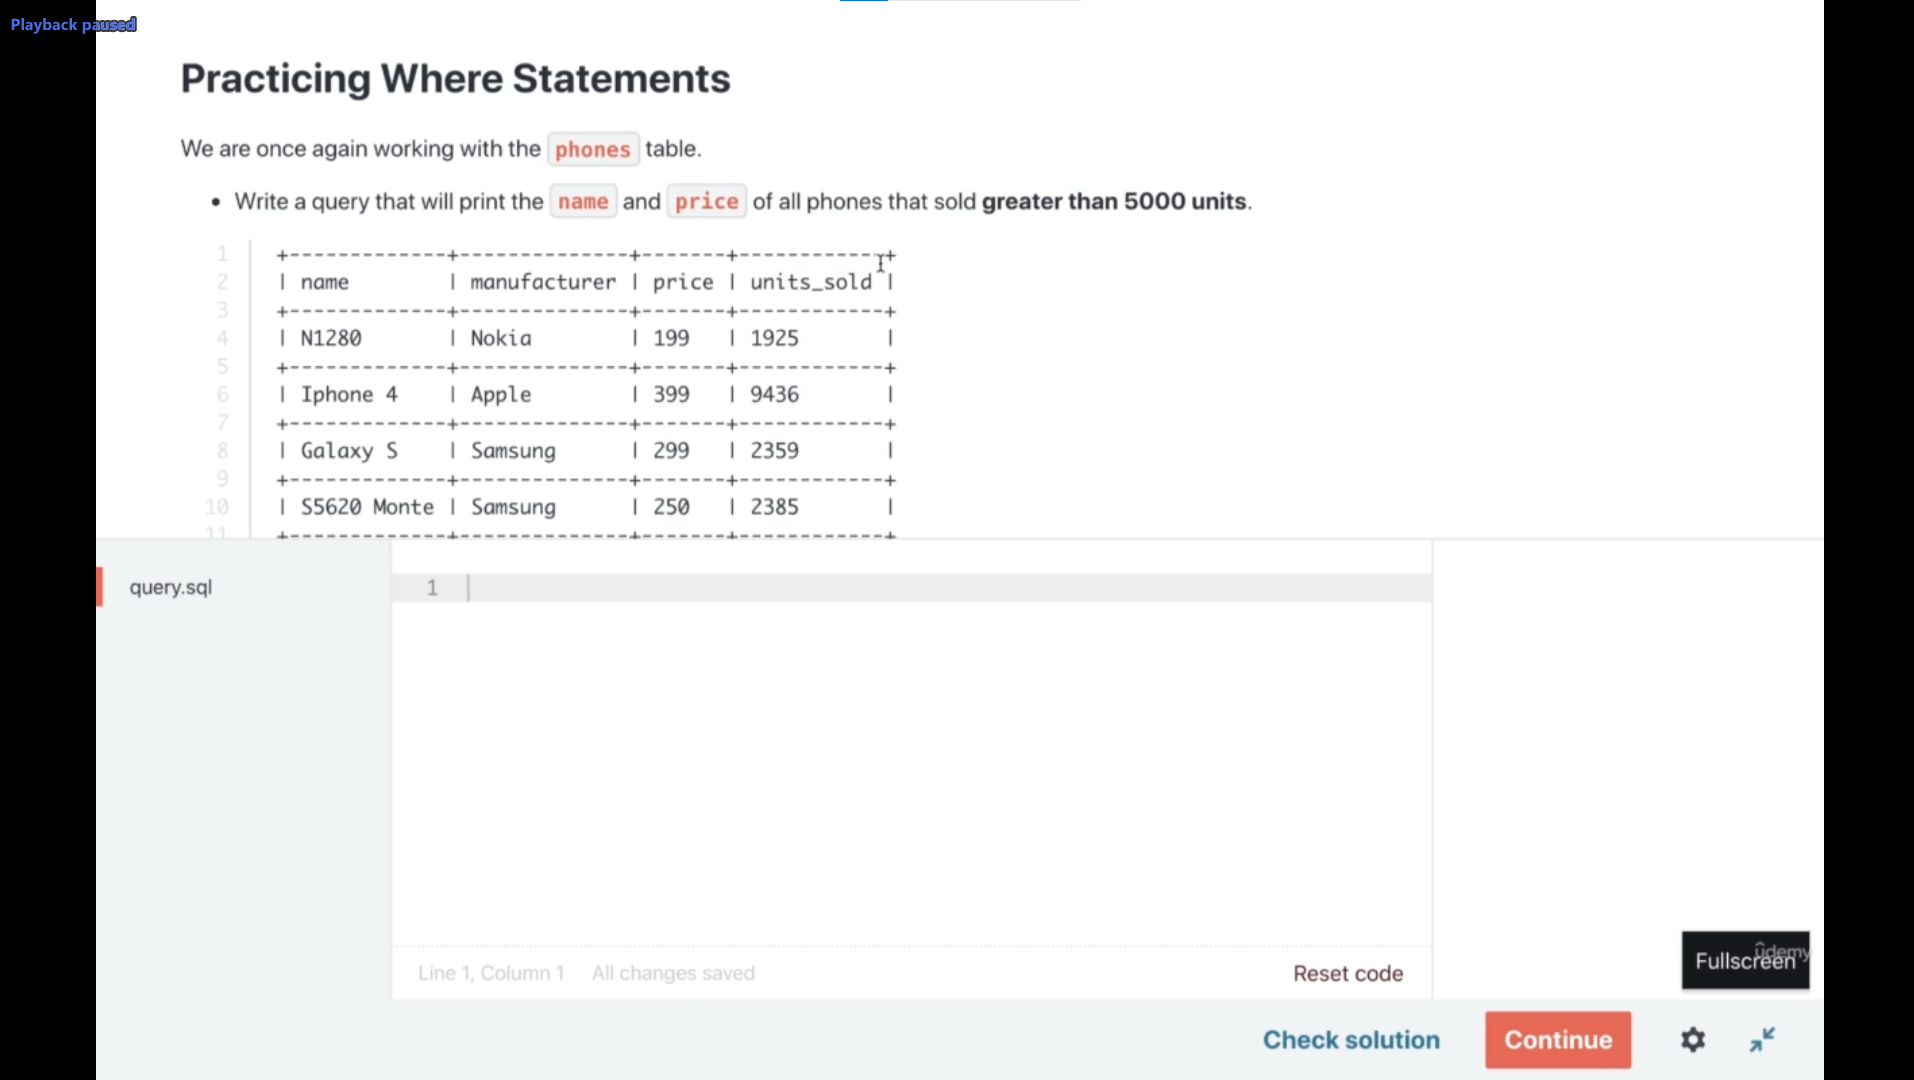 Playback paused
Practicing Where Statements
We are once again working with the phones table.
• Write a query that will print the name and price of all phones that sold greater than 5000 units.
1 +-------------+--------------+-------+------------+
2 | name        | manufacturer | price | units_sold |
3 +-------------+--------------+-------+------------+
4 | N1280       | Nokia        | 199   | 1925       |
5 +-------------+--------------+-------+------------+
6 | Iphone 4    | Apple        | 399   | 9436       |
7 +-------------+--------------+-------+------------+
8 | Galaxy S    | Samsung      | 299   | 2359       |
9 +-------------+--------------+-------+------------+
10 | S5620 Monte | Samsung      | 250   | 2385       |
11 +-------------+--------------+-------+------------+
query.sql
1
ûdemy
Fullscreen
Line 1, Column 1 All changes saved Reset code
Check solution Continue